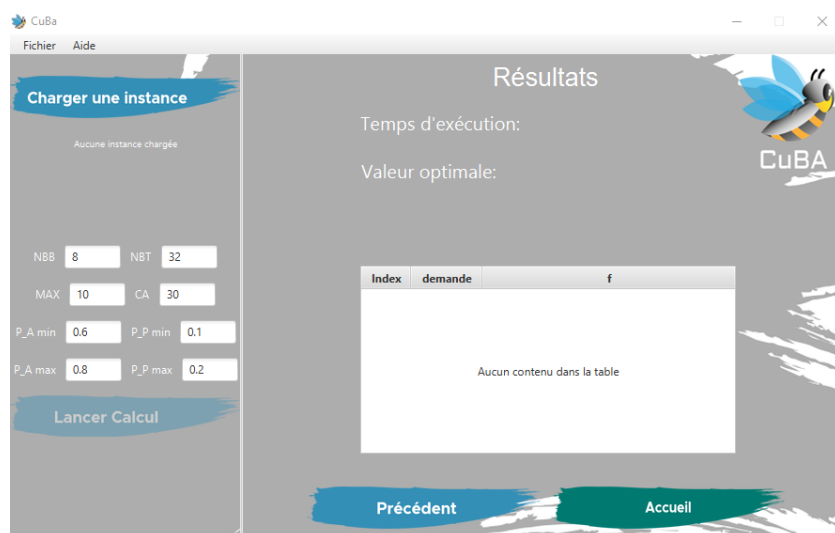 CuBa
Fichier Aide
Charger une instance
Aucune instance chargée
NBB 8 NBT 32
MAX 10 CA 30
P_A min 0.6 P_P min 0.1
P_A max 0.8 P_P max 0.2
Lancer Calcul
Résultats
Temps d'exécution:
Valeur optimale:
CuBA
Index demande f
Aucun contenu dans la table
Précédent
Accueil